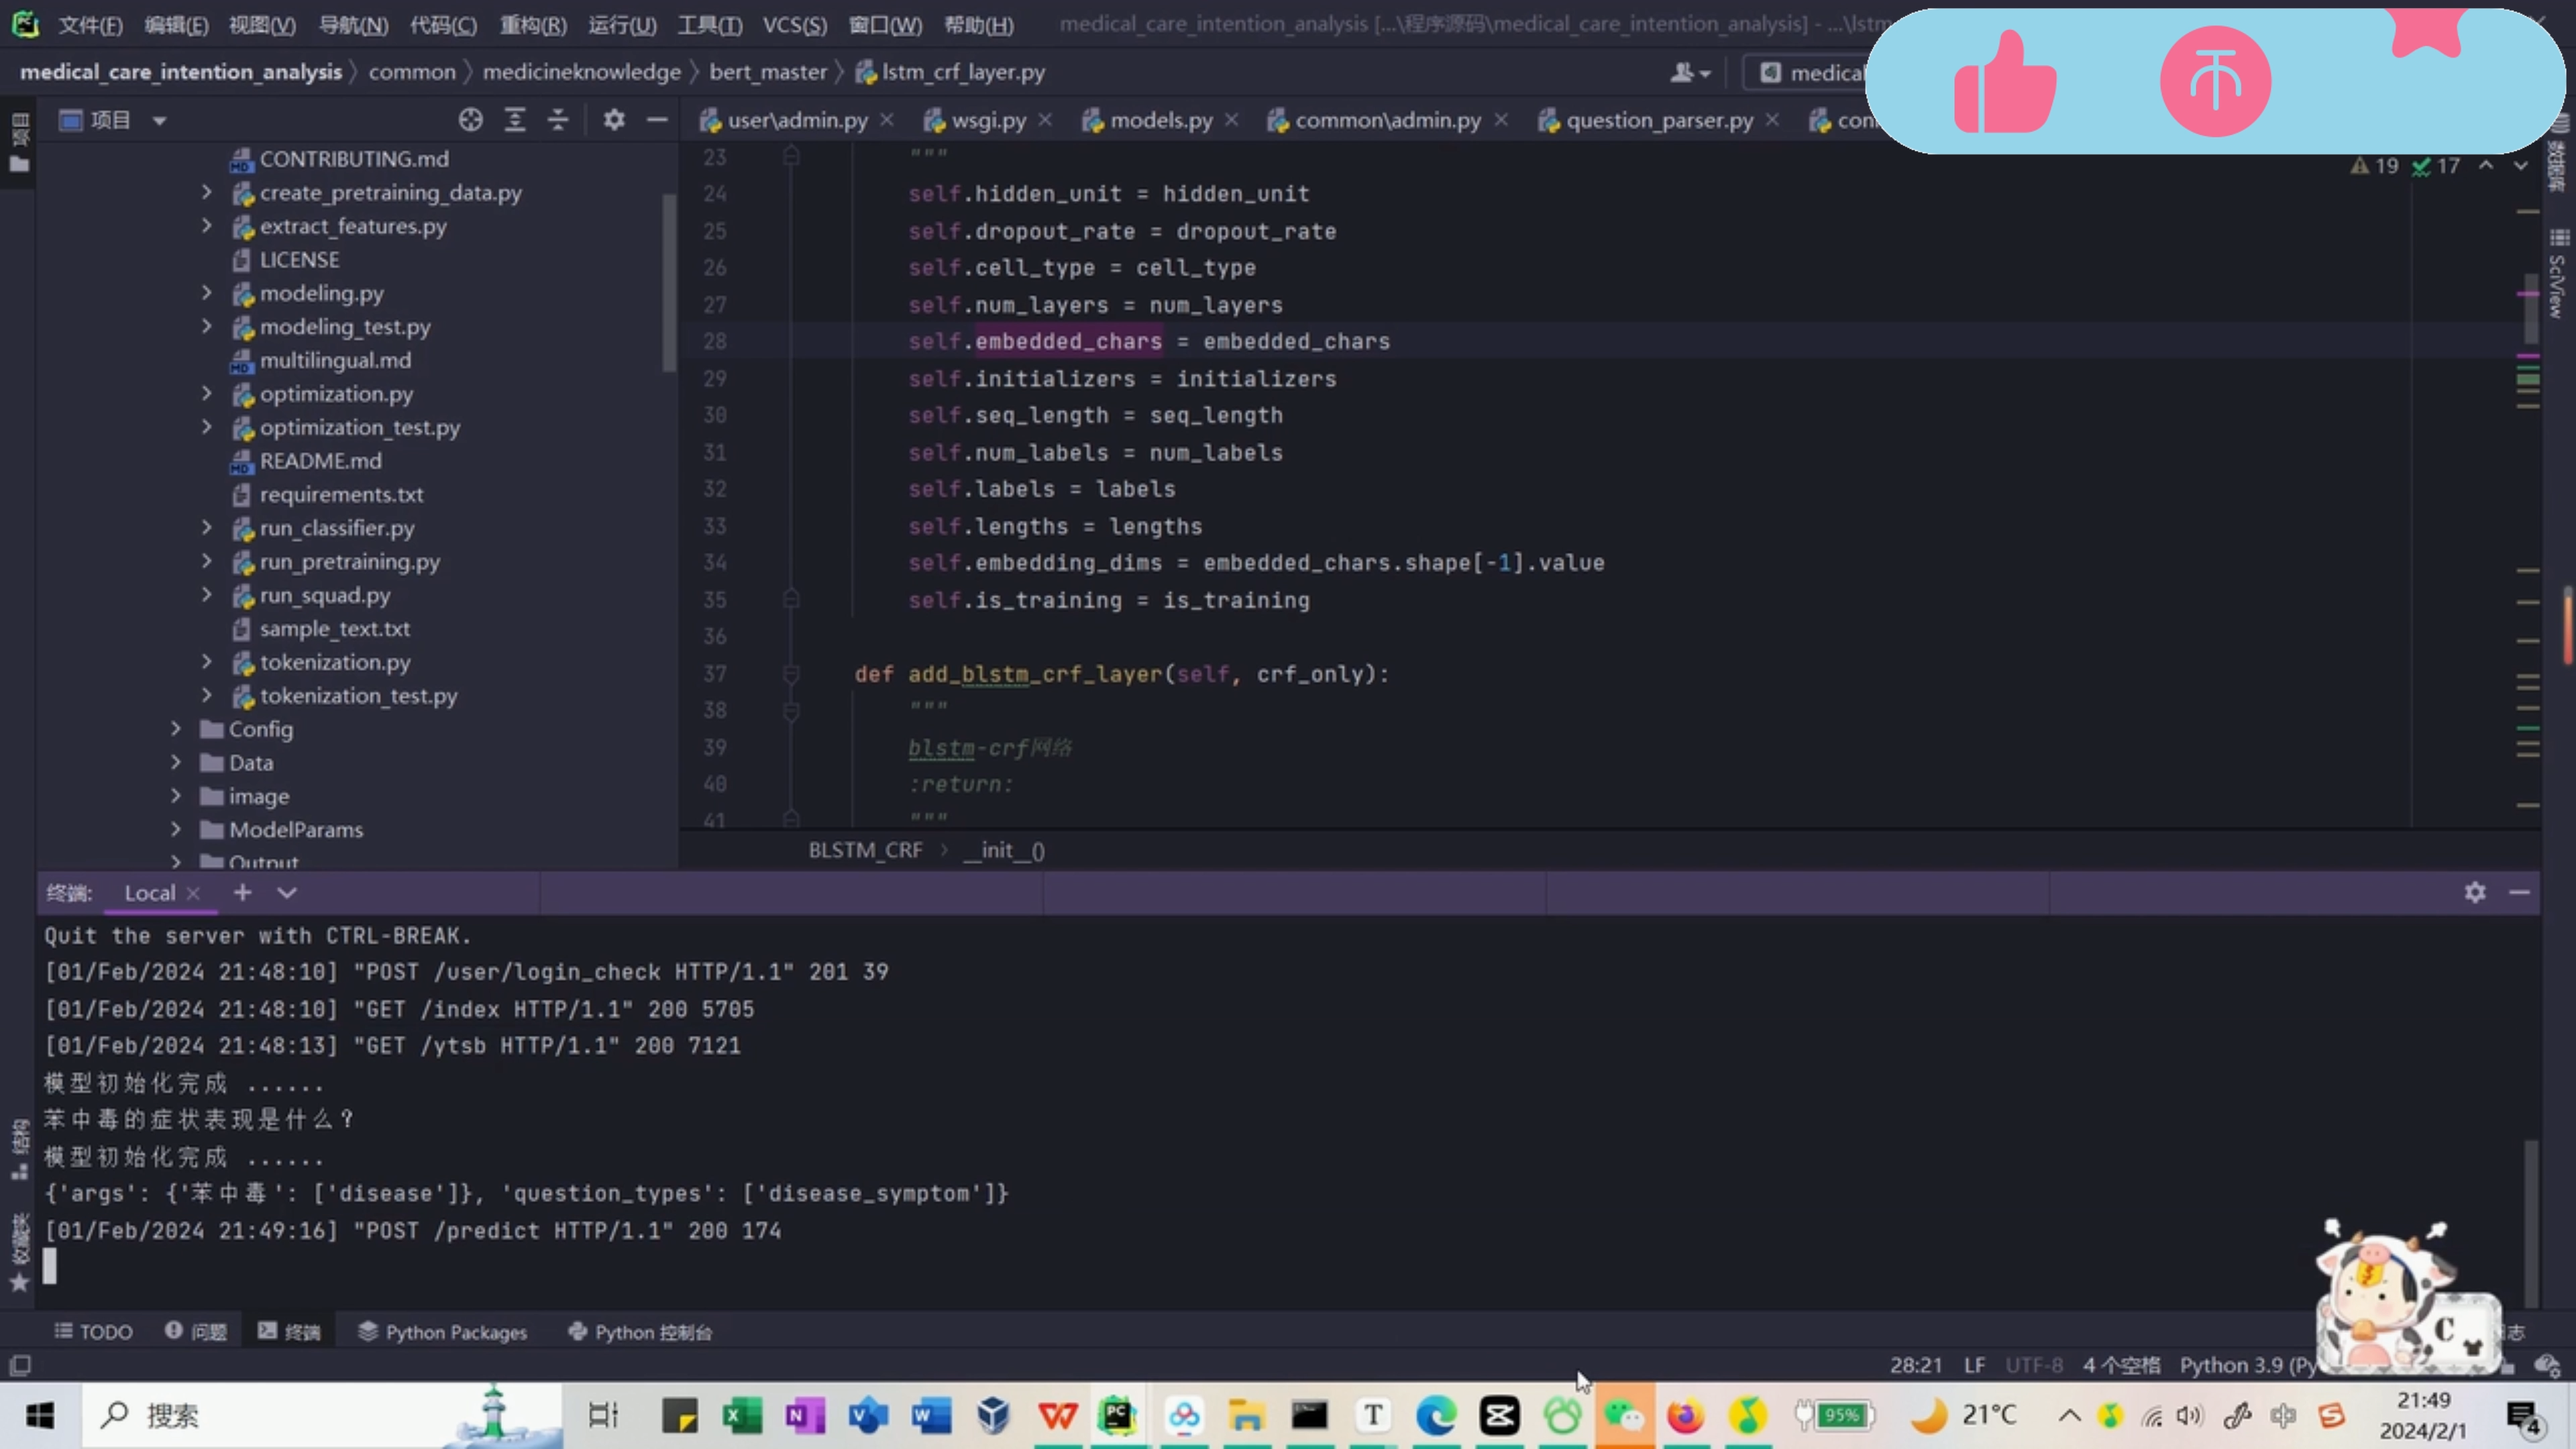 文件(F) 编辑(E) 视图(V) 导航(N) 代码(C) 重构(R) 运行(U) 工具(T) VCS(S) 窗口(W) 帮助(H) medical_care_intention_analysis [...\程序源码\medical_care_intention_analysis] - ...\lstm
medical_care_intention_analysis common medicineknowledge bert_master lstm_crf_layer.py medical
项目
user\admin.py wsgi.py models.py common\admin.py question_parser.py
19 17
CONTRIBUTING.md
create_pretraining_data.py
extract_features.py
LICENSE
modeling.py
modeling_test.py
multilingual.md
optimization.py
optimization_test.py
README.md
requirements.txt
run_classifier.py
run_pretraining.py
run_squad.py
sample_text.txt
tokenization.py
tokenization_test.py
Config
Data
image
ModelParams
Output
23 """
24 self.hidden_unit = hidden_unit
25 self.dropout_rate = dropout_rate
26 self.cell_type = cell_type
27 self.num_layers = num_layers
28 self.embedded_chars = embedded_chars
29 self.initializers = initializers
30 self.seq_length = seq_length
31 self.num_labels = num_labels
32 self.labels = labels
33 self.lengths = lengths
34 self.embedding_dims = embedded_chars.shape[-1].value
35 self.is_training = is_training
36
37 def add_blstm_crf_layer(self, crf_only):
38 """
39 blstm-crf网络
40 :return:
41 """
BLSTM_CRF __init__()
数据库
SciView
项目
结构
收藏夹
终端: Local
Quit the server with CTRL-BREAK.
[01/Feb/2024 21:48:10] "POST /user/login_check HTTP/1.1" 201 39
[01/Feb/2024 21:48:10] "GET /index HTTP/1.1" 200 5705
[01/Feb/2024 21:48:13] "GET /ytsb HTTP/1.1" 200 7121
模型初始化完成 ......
苯中毒的症状表现是什么?
模型初始化完成 ......
{'args': {'苯中毒': ['disease']}, 'question_types': ['disease_symptom']}
[01/Feb/2024 21:49:16] "POST /predict HTTP/1.1" 200 174
TODO 问题 终端 Python Packages Python 控制台
28:21 LF UTF-8 4 个空格 Python 3.9 (Py
C
搜索 95% 21°C 中 21:49
2024/2/1
4